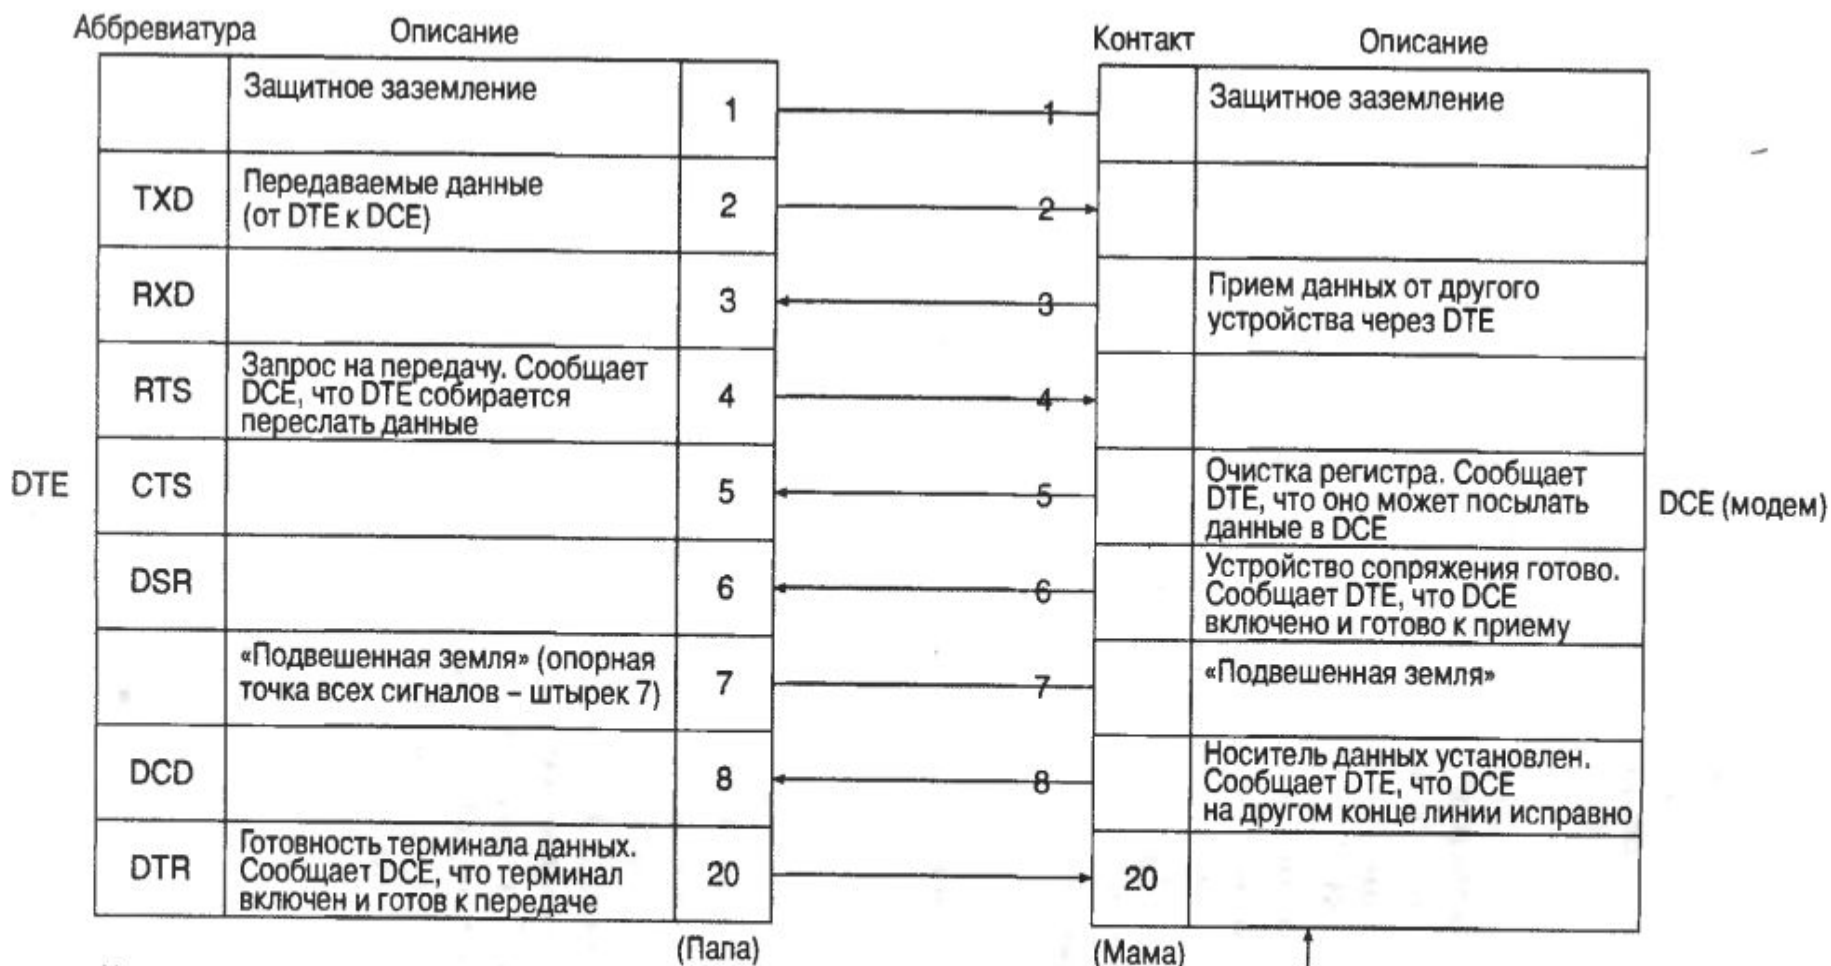 Аббревиатура Описание
Контакт Описание
Защитное заземление 1 1 Защитное заземление
TXD Передаваемые данные
(от DTE к DCE) 2 2
RXD 3 3 Прием данных от другого
устройства через DTE
RTS Запрос на передачу. Сообщает
DCE, что DTE собирается
переслать данные 4 4
DTE CTS 5 5 Очистка регистра. Сообщает
DTE, что оно может посылать
данные в DCE
DCE (модем)
DSR 6 6 Устройство сопряжения готово.
Сообщает DTE, что DCE
включено и готово к приему
«Подвешенная земля» (опорная
точка всех сигналов – штырек 7) 7 7 «Подвешенная земля»
DCD 8 8 Носитель данных установлен.
Сообщает DTE, что DCE
на другом конце линии исправно
DTR Готовность терминала данных.
Сообщает DCE, что терминал
включен и готов к передаче 20 20
(Папа) (Мама)